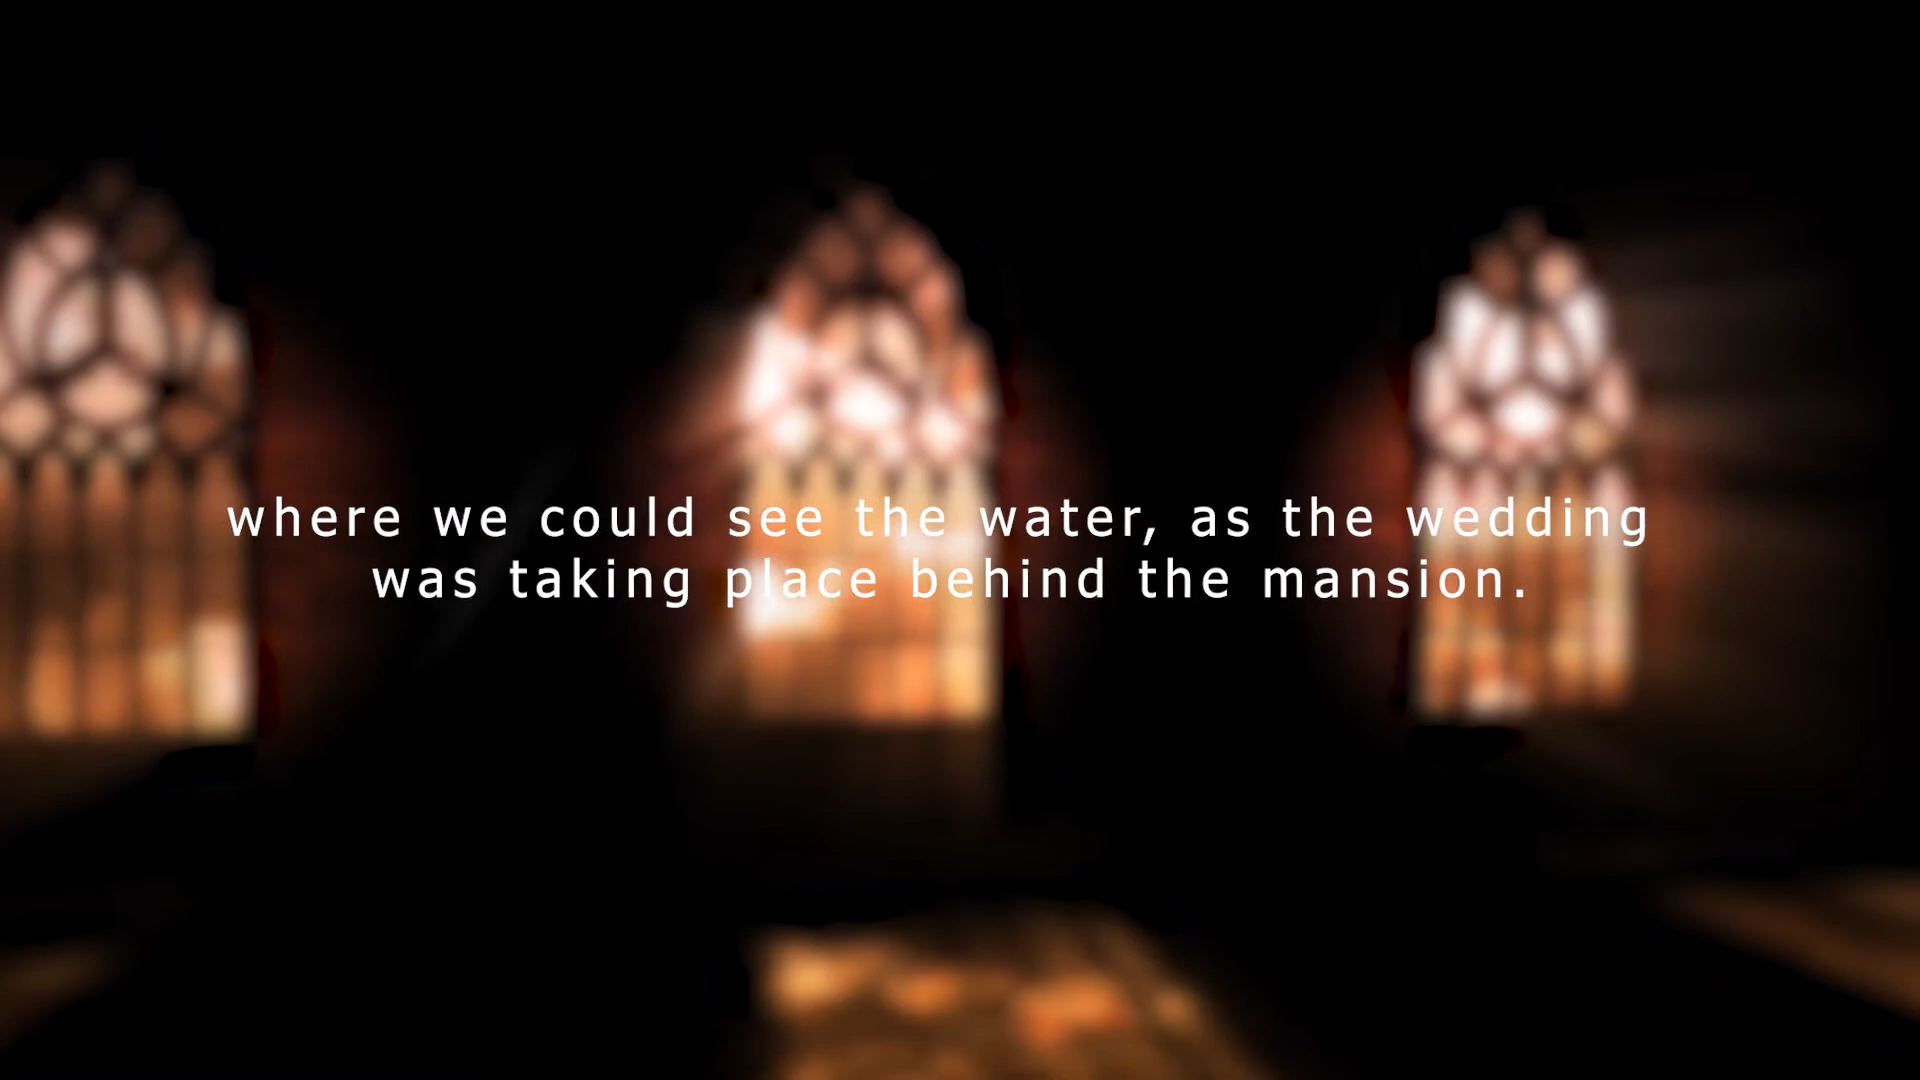 where we could see the water, as the wedding
was taking place behind the mansion.